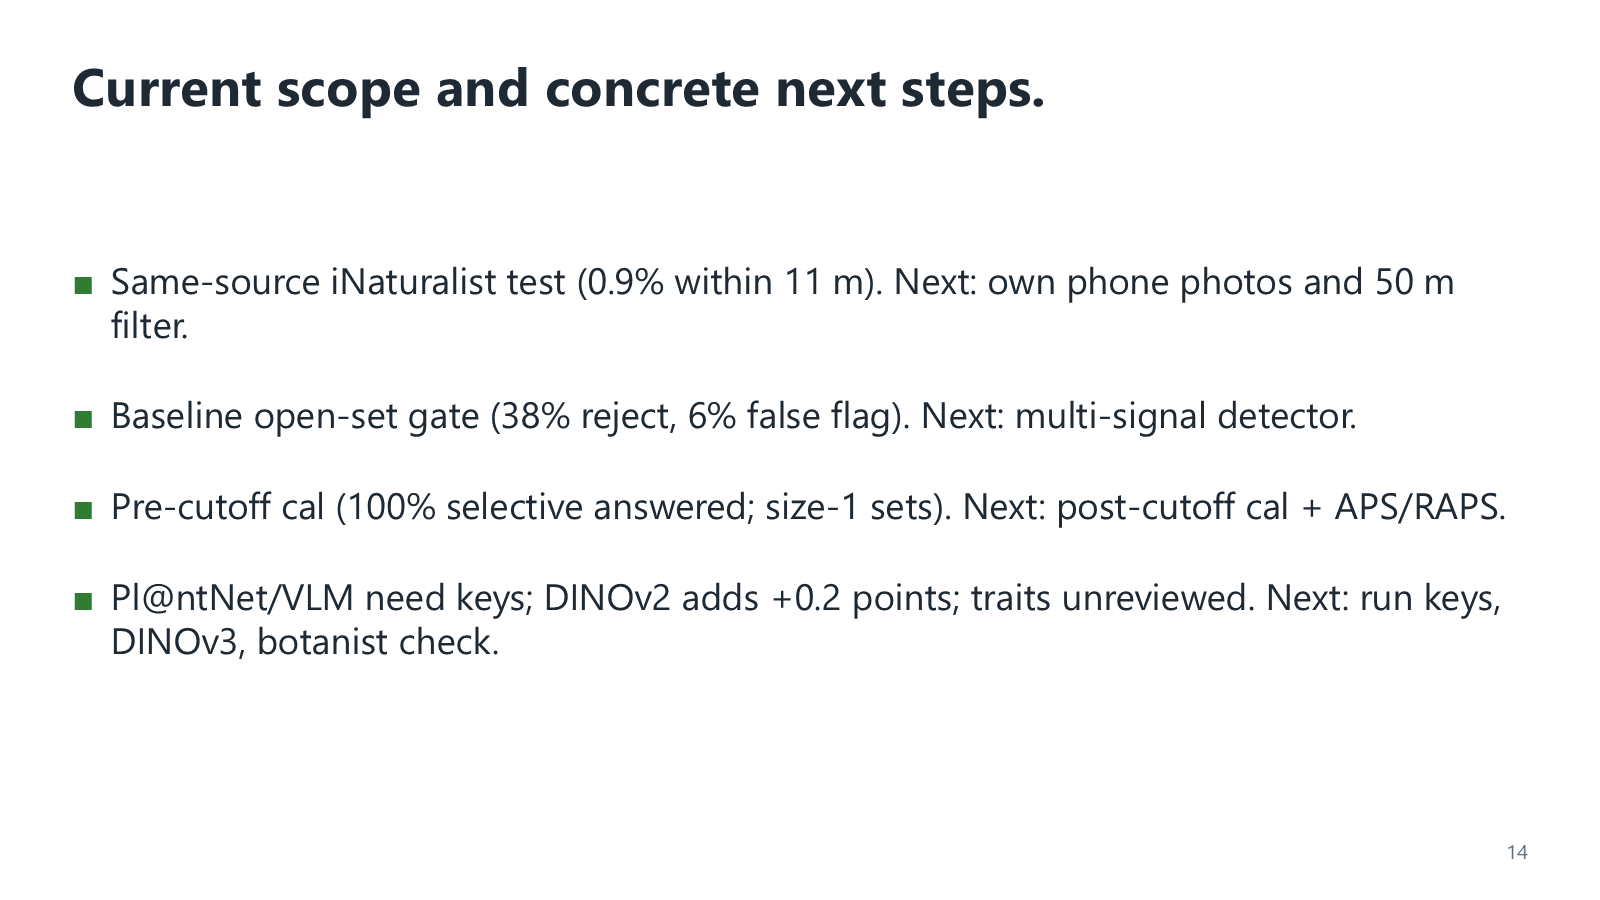 Current scope and concrete next steps.
■ Same-source iNaturalist test (0.9% within 11 m). Next: own phone photos and 50 m
filter.
■ Baseline open-set gate (38% reject, 6% false flag). Next: multi-signal detector.
■ Pre-cutoff cal (100% selective answered; size-1 sets). Next: post-cutoff cal + APS/RAPS.
■ Pl@ntNet/VLM need keys; DINOv2 adds +0.2 points; traits unreviewed. Next: run keys,
DINOv3, botanist check.
14